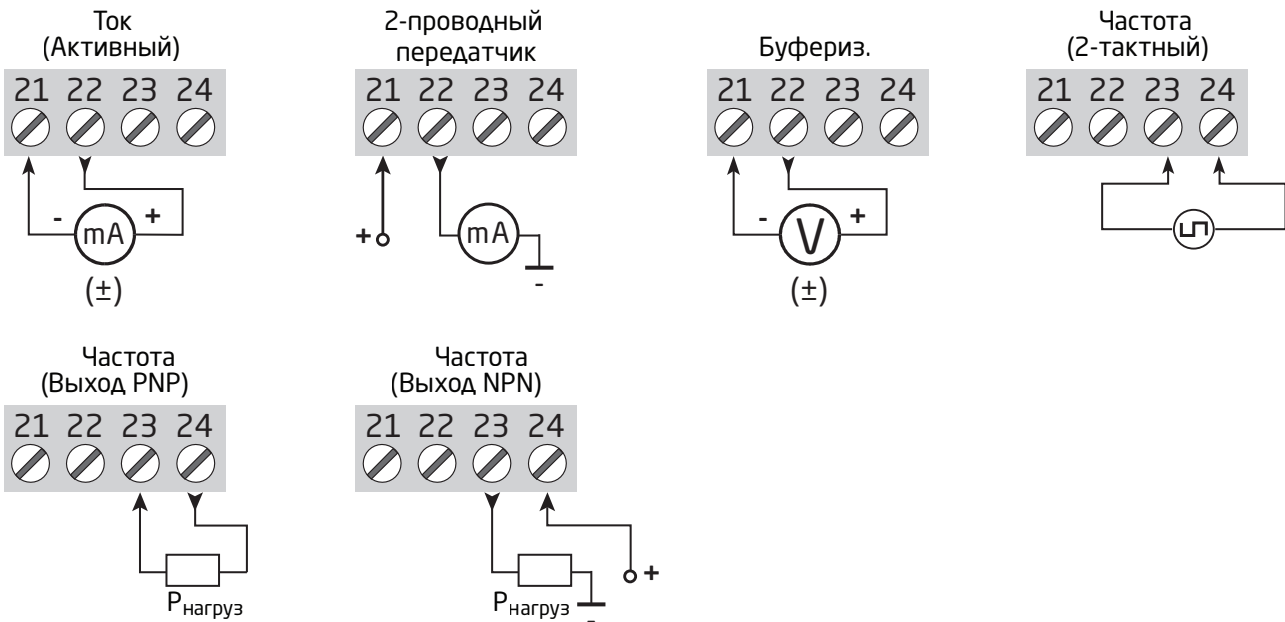 Ток
(Активный)
21 22 23 24
- mA +
(±)
2-проводный
передатчик
21 22 23 24
+ mA
-
Буфериз.
21 22 23 24
- V +
(±)
Частота
(2-тактный)
21 22 23 24
Частота
(Выход PNP)
21 22 23 24
Рнагруз
Частота
(Выход NPN)
21 22 23 24
+
Рнагруз
-